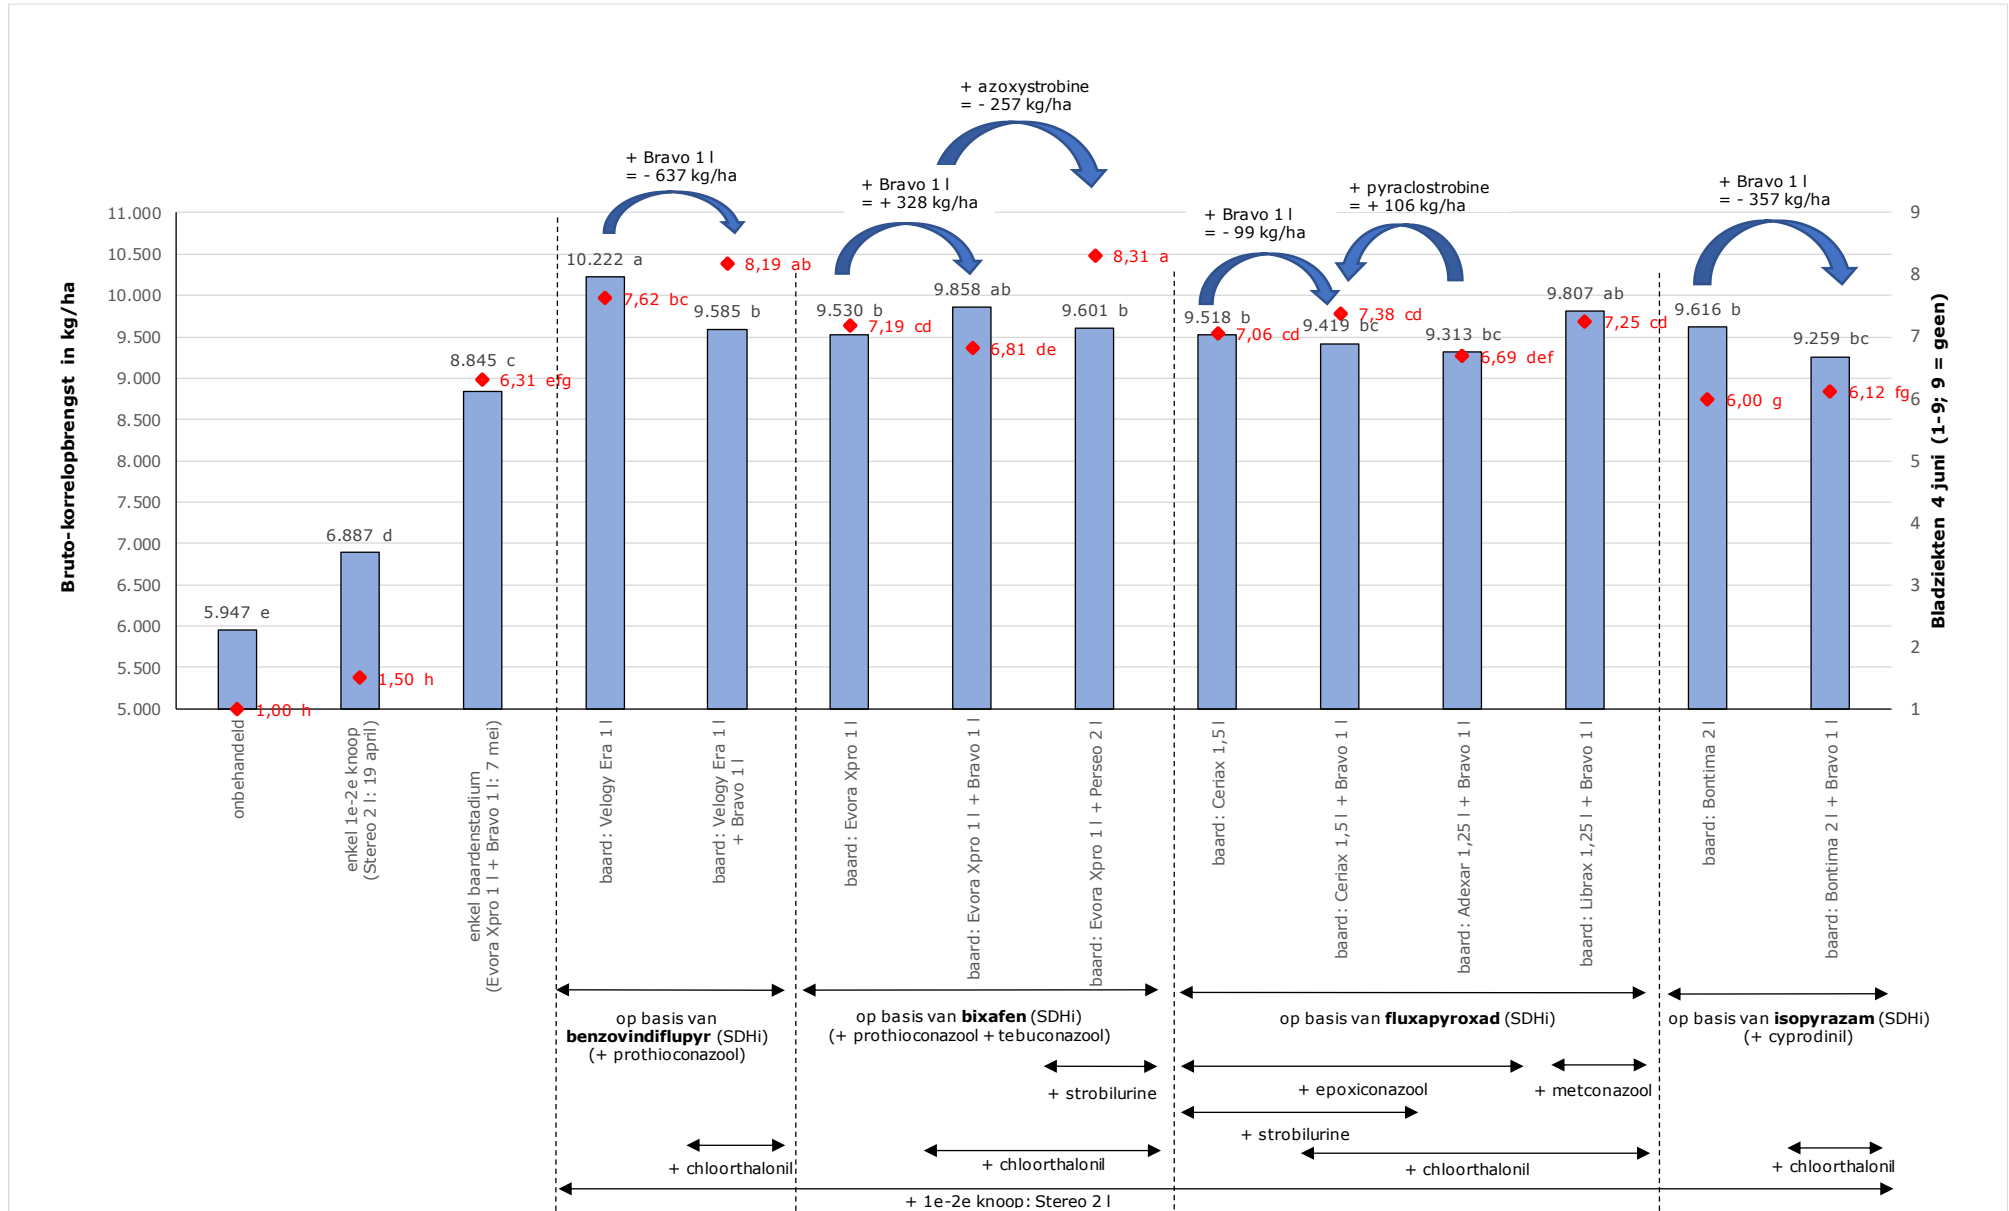 + azoxystrobine
= - 257 kg/ha
+ Bravo 1 l
= - 637 kg/ha
+ Bravo 1 l
= + 328 kg/ha
+ Bravo 1 l
= - 99 kg/ha
+ pyraclostrobine
= + 106 kg/ha
+ Bravo 1 l
= - 357 kg/ha
Bruto-korrelopbrengst in kg/ha
11.000
10.500
10.000
9.500
9.000
8.500
8.000
7.500
7.000
6.500
6.000
5.500
5.000
5.947 e
6.887 d
8.845 c
10.222 a
9.585 b
9.530 b
9.858 ab
9.601 b
9.518 b
9.419 bc
9.313 bc
9.807 ab
9.616 b
9.259 bc
1,00 h
1,50 h
6,31 efg
7,62 bc
8,19 ab
7,19 cd
6,81 de
8,31 a
7,06 cd
7,38 cd
6,69 def
7,25 cd
6,00 g
6,12 fg
9
8
7
6
5
4
3
2
1
Bladziekten 4 juni (1-9; 9 = geen)
onbehandeld
enkel 1e-2e knoop
(Stereo 2 l: 19 april)
enkel baardenstadium
(Evora Xpro 1 l + Bravo 1 l: 7 mei)
baard: Velogy Era 1 l
baard: Velogy Era 1 l
+ Bravo 1 l
baard: Evora Xpro 1 l
baard: Evora Xpro 1 l + Bravo 1 l
baard: Evora Xpro 1 l + Perseo 2 l
baard: Ceriax 1,5 l
baard: Ceriax 1,5 l + Bravo 1 l
baard: Adexar 1,25 l + Bravo 1 l
baard: Librax 1,25 l + Bravo 1 l
baard: Bontima 2 l
baard: Bontima 2 l + Bravo 1 l
op basis van
benzovindiflupyr (SDHi)
(+ prothioconazool)
op basis van bixafen (SDHi)
(+ prothioconazool + tebuconazool)
op basis van fluxapyroxad (SDHi)
op basis van isopyrazam (SDHi)
(+ cyprodinil)
+ strobilurine
+ epoxiconazool
+ metconazool
+ strobilurine
+ chloorthalonil
+ chloorthalonil
+ chloorthalonil
+ chloorthalonil
+ 1e-2e knoop: Stereo 2 l